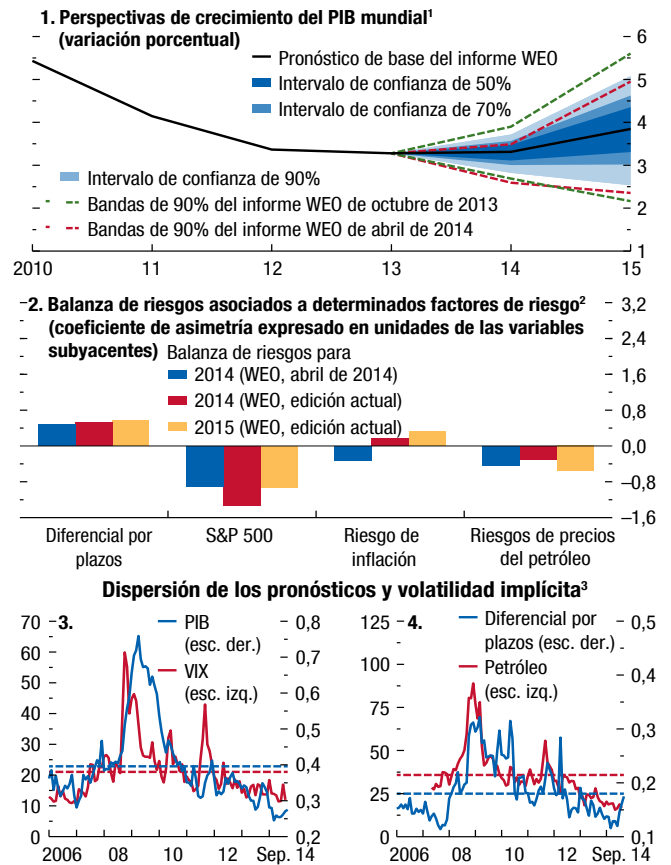 1. Perspectivas de crecimiento del PIB mundial¹
(variación porcentual)
Pronóstico de base del informe WEO
Intervalo de confianza de 50%
Intervalo de confianza de 70%
Intervalo de confianza de 90%
Bandas de 90% del informe WEO de octubre de 2013
Bandas de 90% del informe WEO de abril de 2014
6
5
4
3
2
1
2010 11 12 13 14 15
2. Balanza de riesgos asociados a determinados factores de riesgo²
(coeficiente de asimetría expresado en unidades de las variables
subyacentes)
Balanza de riesgos para
2014 (WEO, abril de 2014)
2014 (WEO, edición actual)
2015 (WEO, edición actual)
3,2
2,4
1,6
0,8
0,0
–0,8
–1,6
Diferencial por
plazos
S&P 500
Riesgo de
inflación
Riesgos de precios
del petróleo
Dispersión de los pronósticos y volatilidad implícita³
3.
PIB
(esc. der.)
VIX
(esc. izq.)
70
60
50
40
30
20
10
0
0,8
0,7
0,6
0,5
0,4
0,3
0,2
2006 08 10 12 Sep. 14
4.
Diferencial por
plazos (esc. der.)
Petróleo
(esc. izq.)
125
100
75
50
25
0
0,5
0,4
0,3
0,2
0,1
2006 08 10 12 Sep. 14